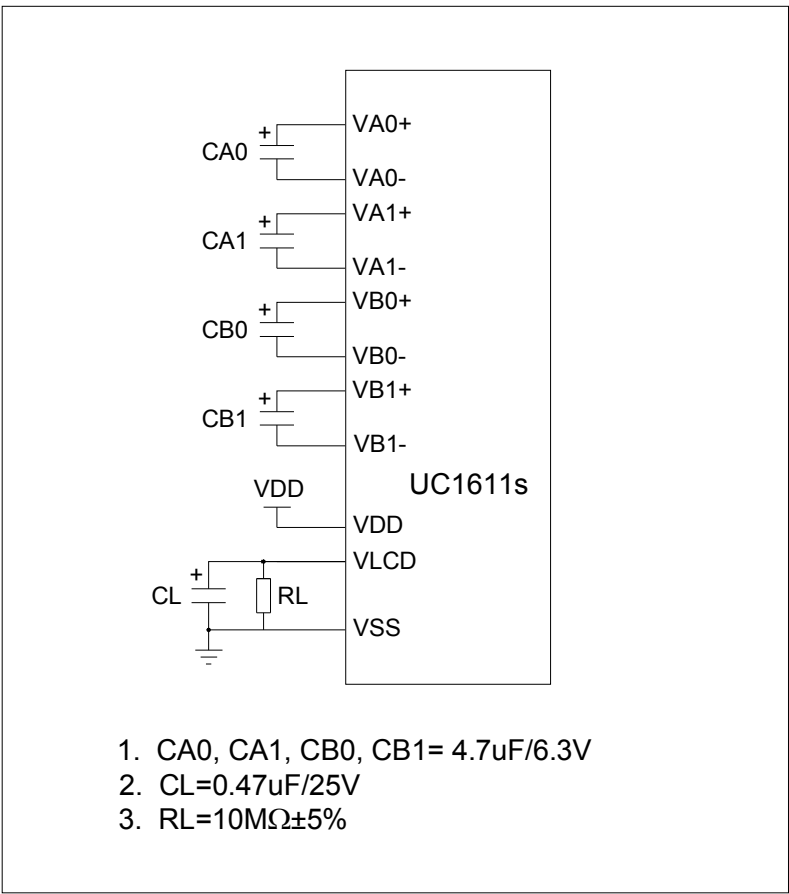 VA0+
+
CA0
VA0-
VA1+
+
CA1
VA1-
VB0+
+
CB0
VB0-
VB1+
+
CB1
VB1-
UC1611s
VDD
VDD
VLCD
+
CL
RL
VSS
1. CA0, CA1, CB0, CB1= 4.7uF/6.3V
2. CL=0.47uF/25V
3. RL=10MΩ±5%